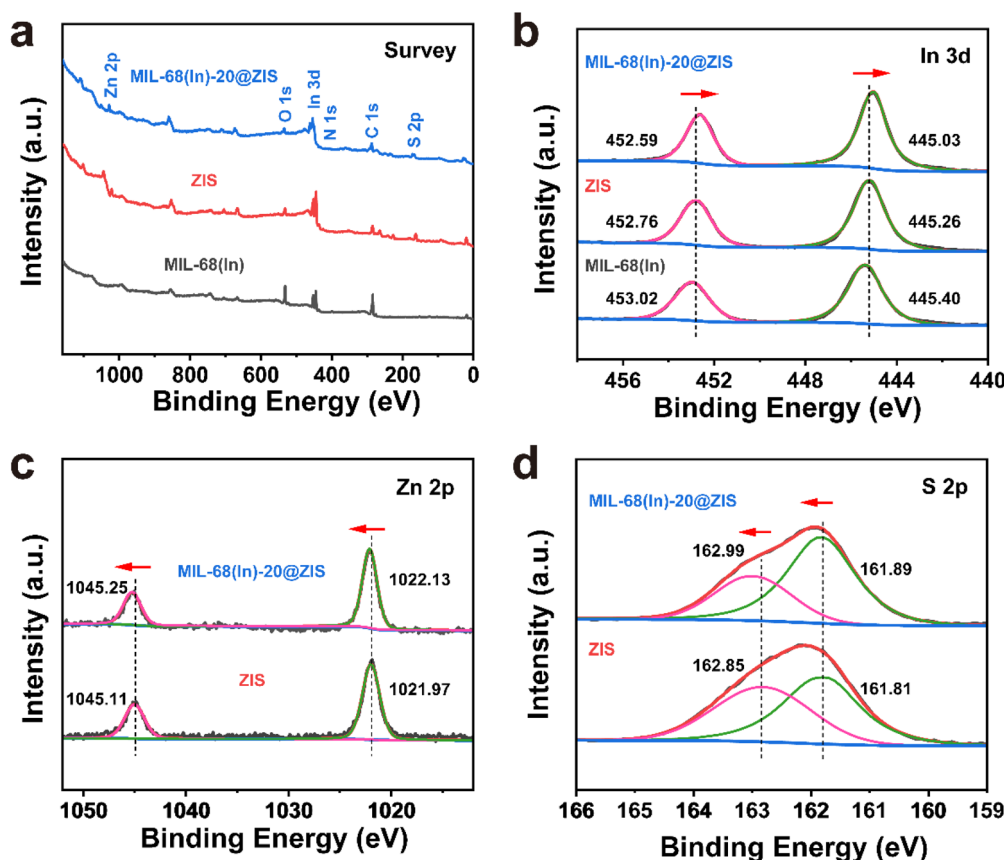 a
Survey
MIL-68(In)-20@ZIS
Zn 2p
O 1s
In 3d
N 1s
C 1s
S 2p
ZIS
MIL-68(In)
Intensity (a.u.)
1000 800 600 400 200 0
Binding Energy (eV)
b
In 3d
MIL-68(In)-20@ZIS
452.59 445.03
ZIS
452.76 445.26
MIL-68(In)
453.02 445.40
Intensity (a.u.)
456 452 448 444 440
Binding Energy (eV)
c
Zn 2p
MIL-68(In)-20@ZIS
1045.25 1022.13
ZIS
1045.11 1021.97
Intensity (a.u.)
1050 1040 1030 1020
Binding Energy (eV)
d
S 2p
MIL-68(In)-20@ZIS
162.99 161.89
ZIS
162.85 161.81
Intensity (a.u.)
166 165 164 163 162 161 160 159
Binding Energy (eV)